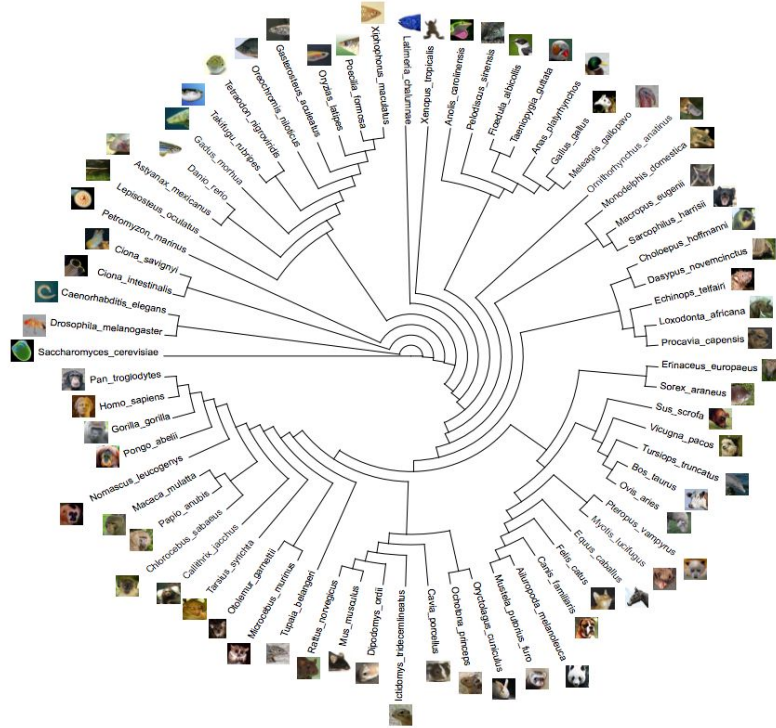 Xiphophorus_maculatus
Latimeria_chalumnae
Xenopus_tropicalis
Anolis_carolinensis
Pelodiscus_sinensis
Ficedula_albicollis
Taeniopygia_guttata
Anas_platyrhynchos
Gallus_gallus
Meleagris_gallopavo
Ornithorhynchus_anatinus
Monodelphis_domestica
Macropus_eugenii
Sarcophilus_harrisii
Choloepus_hoffmanni
Dasypus_novemcinctus
Echinops_telfairi
Loxodonta_africana
Procavia_capensis
Erinaceus_europaeus
Sorex_araneus
Sus_scrofa
Vicugna_pacos
Tursiops_truncatus
Bos_taurus
Ovis_aries
Pteropus_vampyrus
Myotis_lucifugus
Equus_caballus
Felis_catus
Canis_familiaris
Ailuropoda_melanoleuca
Mustela_putorius_furo
Oryctolagus_cuniculus
Ochotona_princeps
Cavia_porcellus
Ictidomys_tridecemlineatus
Dipodomys_ordii
Mus_musculus
Rattus_norvegicus
Tupaia_belangeri
Microcebus_murinus
Otolemur_garnettii
Tarsius_syrichta
Callithrix_jacchus
Chlorocebus_sabaeus
Papio_anubis
Macaca_mulatta
Nomascus_leucogenys
Pongo_abelii
Gorilla_gorilla
Homo_sapiens
Pan_troglodytes
Saccharomyces_cerevisiae
Drosophila_melanogaster
Caenorhabditis_elegans
Ciona_intestinalis
Ciona_savignyi
Petromyzon_marinus
Lepisosteus_oculatus
Astyanax_mexicanus
Danio_rerio
Gadus_morhua
Takifugu_rubripes
Tetraodon_nigroviridis
Oreochromis_niloticus
Gasterosteus_aculeatus
Oryzias_latipes
Poecilia_formosa